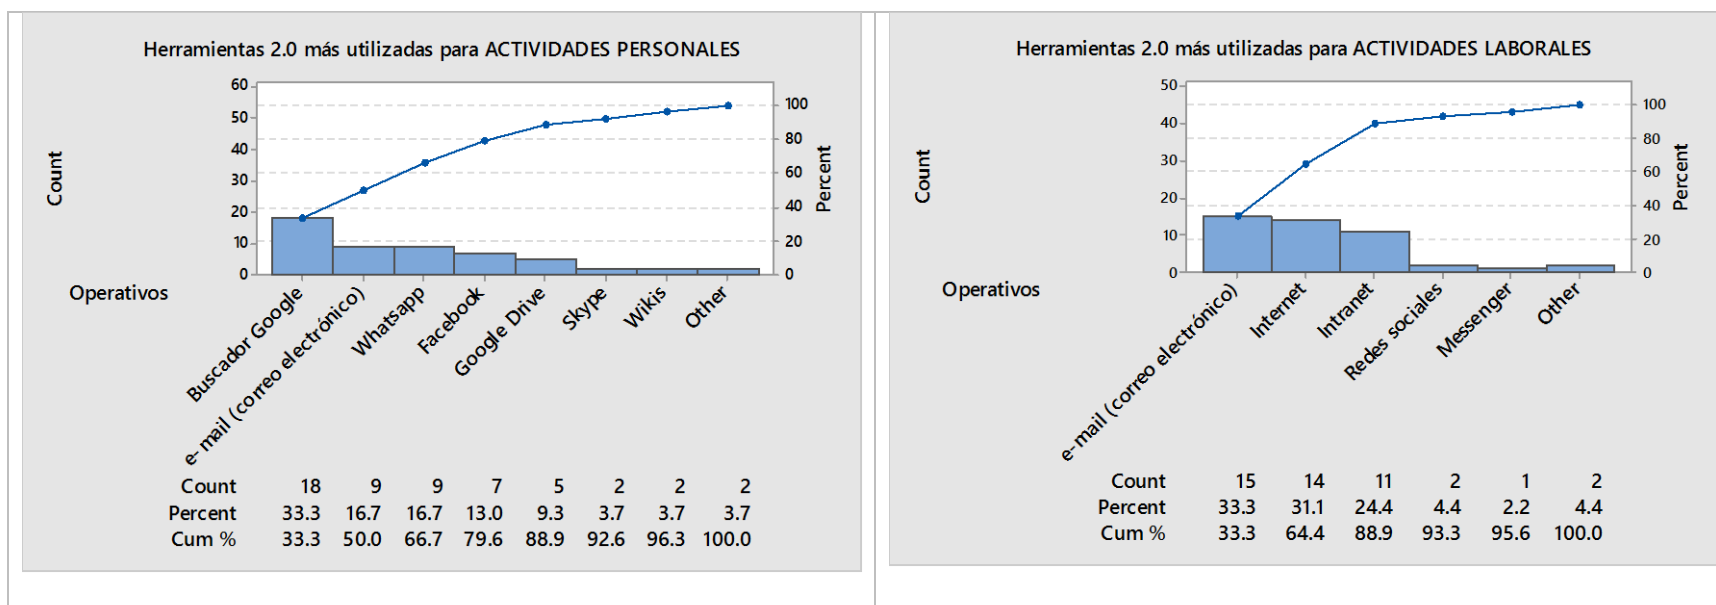 Herramientas 2.0 más utilizadas para ACTIVIDADES PERSONALES
60
50
40
30
20
10
0
Count
100
80
60
40
20
0
Percent
Operativos
Buscador Google
e-mail (correo electrónico)
Whatsapp
Facebook
Google Drive
Skype
Wikis
Other
Count 18 9 9 7 5 2 2 2
Percent 33.3 16.7 16.7 13.0 9.3 3.7 3.7 3.7
Cum % 33.3 50.0 66.7 79.6 88.9 92.6 96.3 100.0
Herramientas 2.0 más utilizadas para ACTIVIDADES LABORALES
50
40
30
20
10
0
Count
100
80
60
40
20
0
Percent
Operativos
e-mail (correo electrónico)
Internet
Intranet
Redes sociales
Messenger
Other
Count 15 14 11 2 1 2
Percent 33.3 31.1 24.4 4.4 2.2 4.4
Cum % 33.3 64.4 88.9 93.3 95.6 100.0